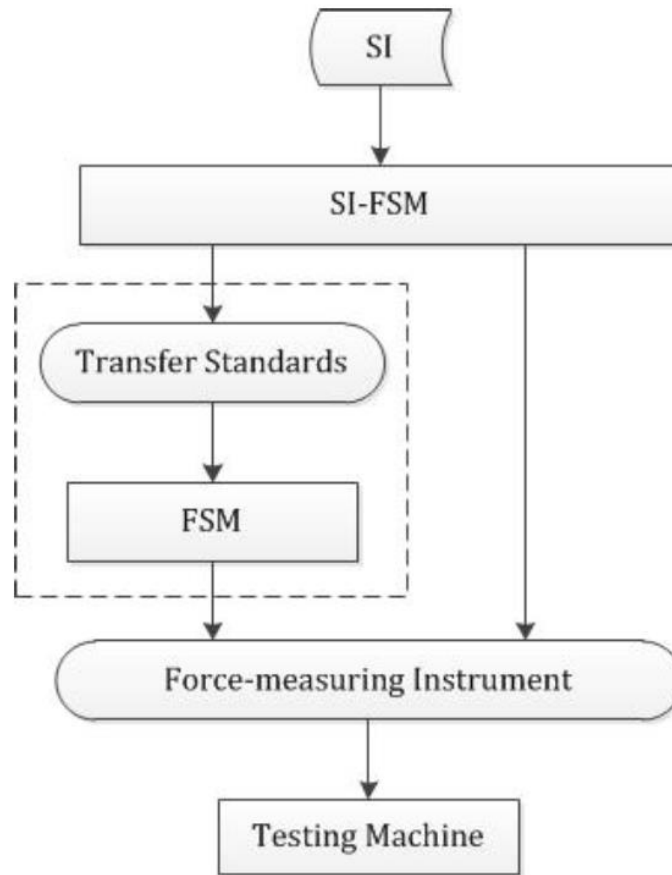 SI
SI-FSM
Transfer Standards
FSM
Force-measuring Instrument
Testing Machine